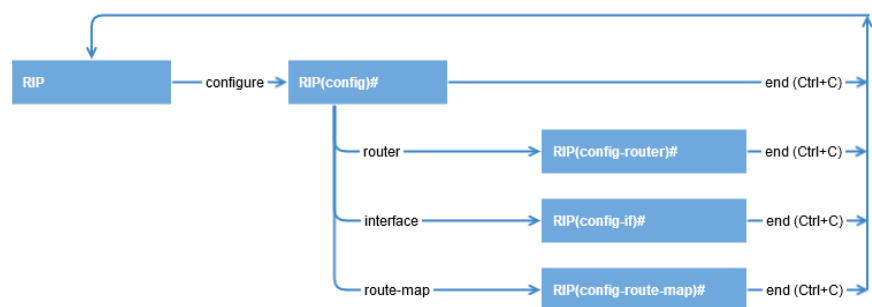 RIP configure RIP(config)# end (Ctrl+C)
router RIP(config-router)# end (Ctrl+C)
interface RIP(config-if)# end (Ctrl+C)
route-map RIP(config-route-map)# end (Ctrl+C)